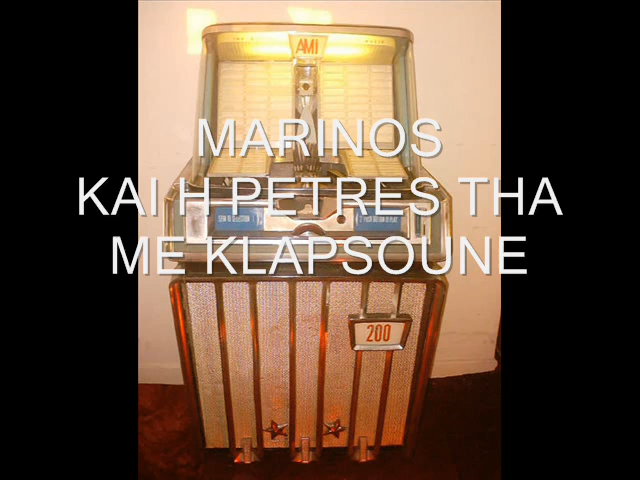 AMI
MARINOS
KAI H PETRES THA
ME KLAPSOUNE
200